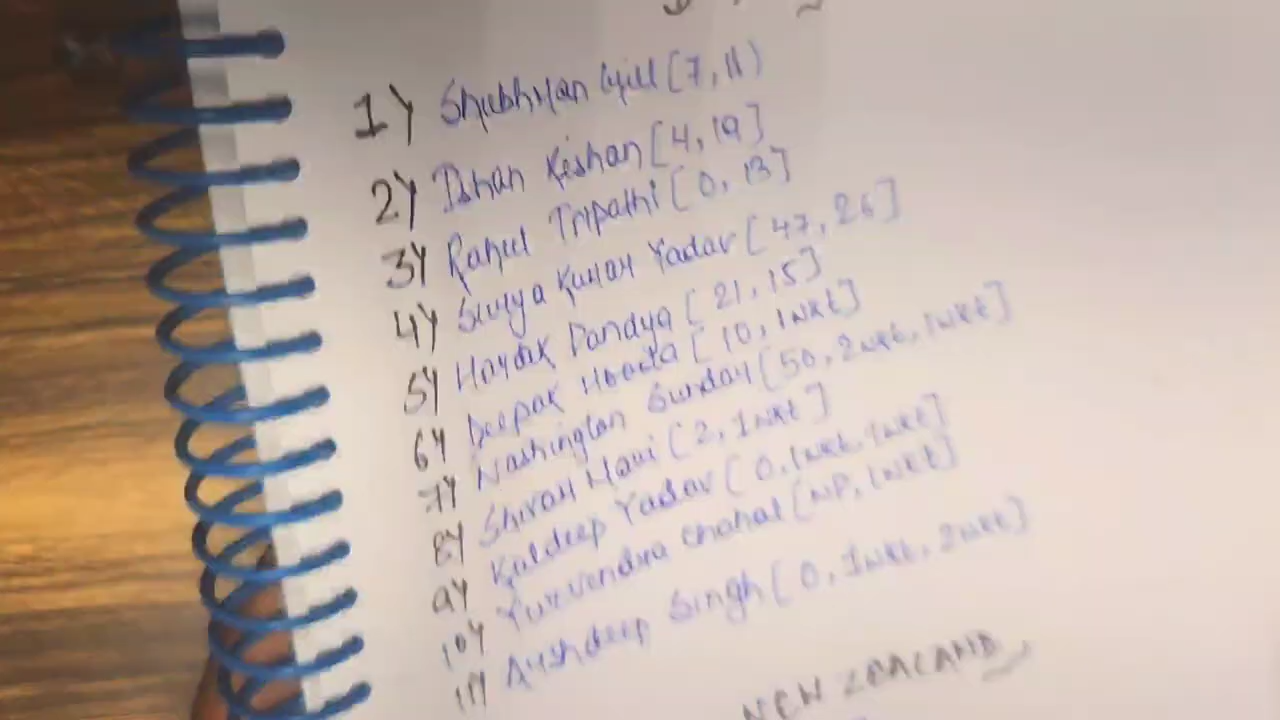 1) Shubman Gill [7, 11)
2) Ishan Kishan [4, 19]
3) Rahul Tripathi [0, 13]
4) Surya Kumar Yadav [47, 26]
5) Hardik Pandya [21, 15]
6) Deepak Hooda [10, 1wkt]
7) Washington Sundar [50, 2wkt, 1wkt]
8) Shivam Mavi [2, 1wkt]
9) Kuldeep Yadav [0, 1wkt, 1wkt]
10) Yuzvendra Chahal [NP, 1wkt]
11) Arshdeep Singh [0, 1wkt, 2wkt]
NEW ZEALAND